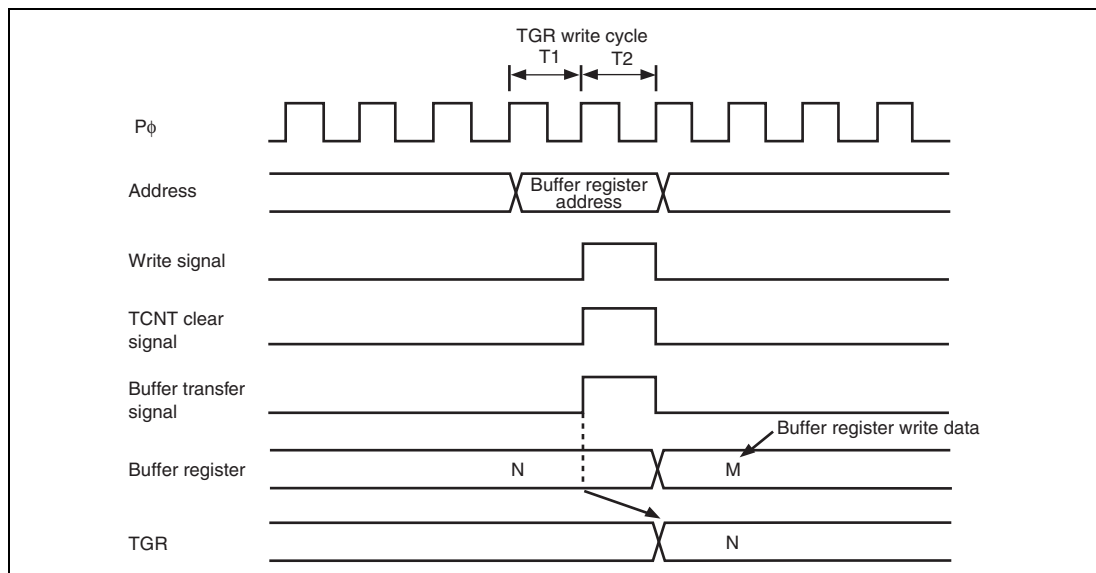 TGR write cycle
T1 T2
Pϕ
Address
Buffer register
address
Write signal
TCNT clear
signal
Buffer transfer
signal
Buffer register write data
Buffer register
N M
TGR
N